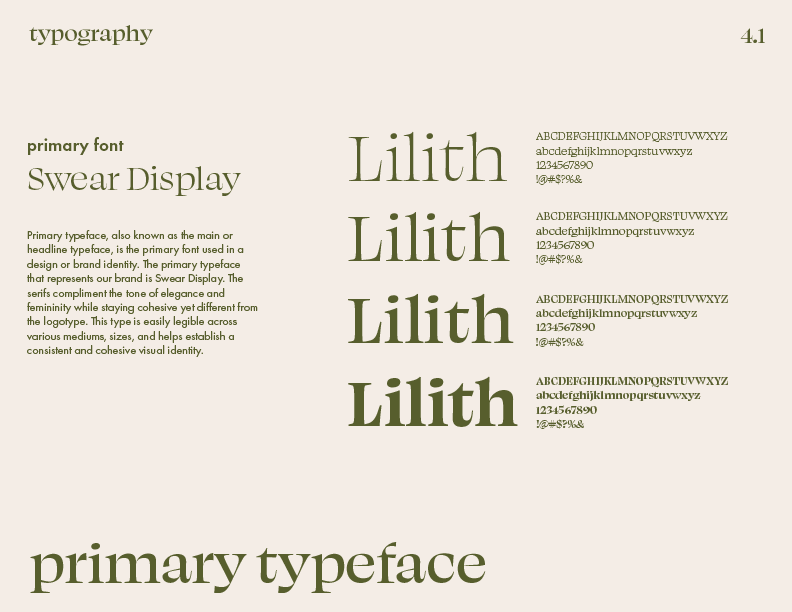 typography
4.1
primary font
Swear Display
Primary typeface, also known as the main or
headline typeface, is the primary font used in a
design or brand identity. The primary typeface
that represents our brand is Swear Display. The
serifs compliment the tone of elegance and
femininity while staying cohesive yet different from
the logotype. This type is easily legible across
various mediums, sizes, and helps establish a
consistent and cohesive visual identity.
Lilith
ABCDEFGHIJKLMNOPQRSTUVWXYZ
abcdefghijklmnopqrstuvwxyz
1234567890
!@#$?%&
Lilith
ABCDEFGHIJKLMNOPQRSTUVWXYZ
abcdefghijklmnopqrstuvwxyz
1234567890
!@#$?%&
Lilith
ABCDEFGHIJKLMNOPQRSTUVWXYZ
abcdefghijklmnopqrstuvwxyz
1234567890
!@#$?%&
Lilith
ABCDEFGHIJKLMNOPQRSTUVWXYZ
abcdefghijklmnopqrstuvwxyz
1234567890
!@#$?%&
primary typeface